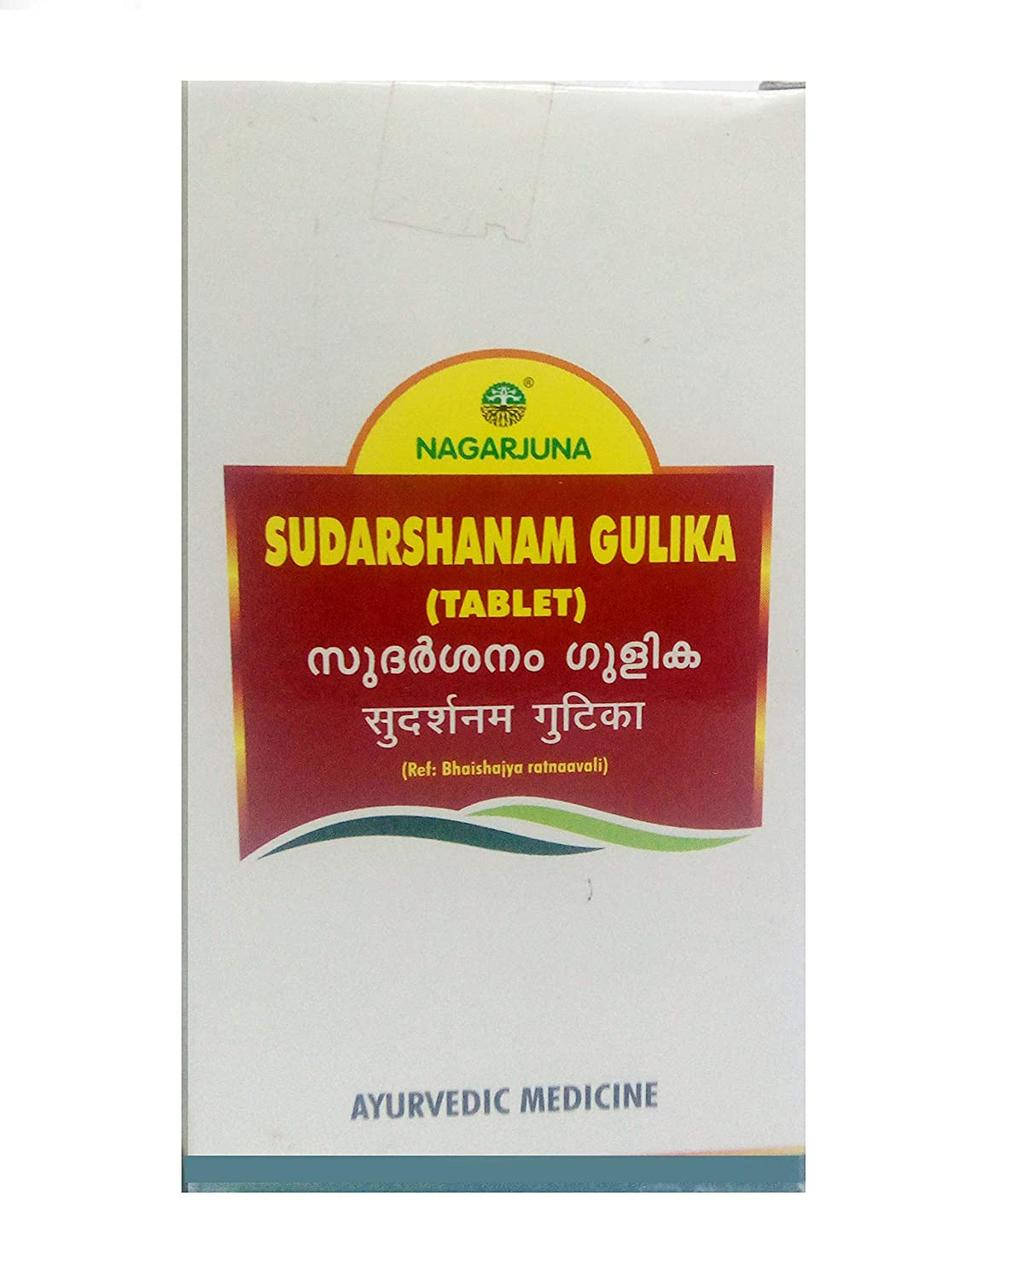 ®
NAGARJUNA
SUDARSHANAM GULIKA
(TABLET)
സുദർശനം ഗുളിക
सुदर्शनम गुटिका
(Ref: Bhaishajya ratnaavali)
AYURVEDIC MEDICINE